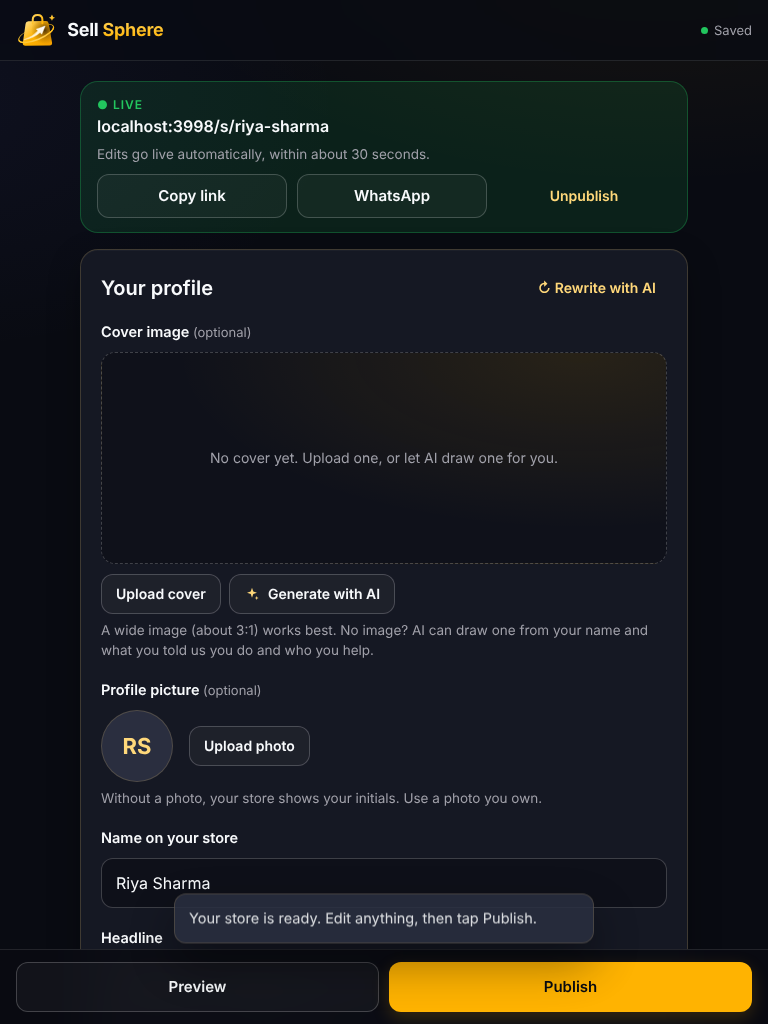 Sell Sphere
Saved
LIVE
localhost:3998/s/riya-sharma
Edits go live automatically, within about 30 seconds.
Copy link
WhatsApp
Unpublish
Your profile
Rewrite with AI
Cover image (optional)
No cover yet. Upload one, or let AI draw one for you.
Upload cover
Generate with AI
A wide image (about 3:1) works best. No image? AI can draw one from your name and
what you told us you do and who you help.
Profile picture (optional)
RS
Upload photo
Without a photo, your store shows your initials. Use a photo you own.
Name on your store
Riya Sharma
Your store is ready. Edit anything, then tap Publish.
Headline
Preview
Publish